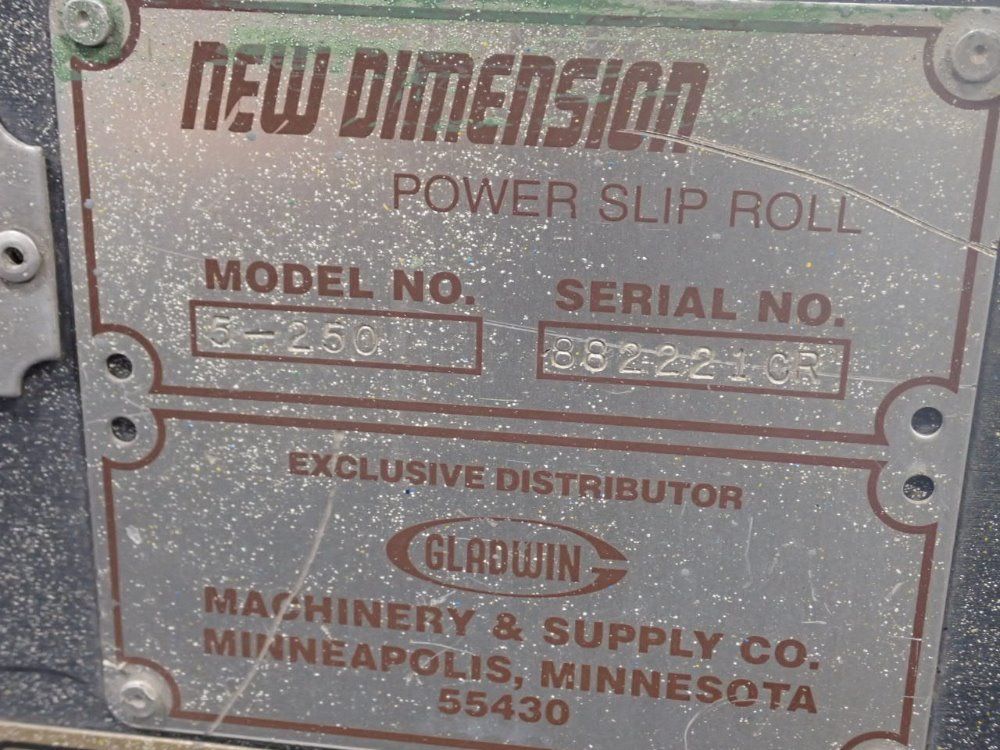 NEW DIMENSION
POWER SLIP ROLL
MODEL NO. SERIAL NO.
5-250 882221CR
EXCLUSIVE DISTRIBUTOR
GLADWIN
MACHINERY & SUPPLY CO.
MINNEAPOLIS, MINNESOTA
55430